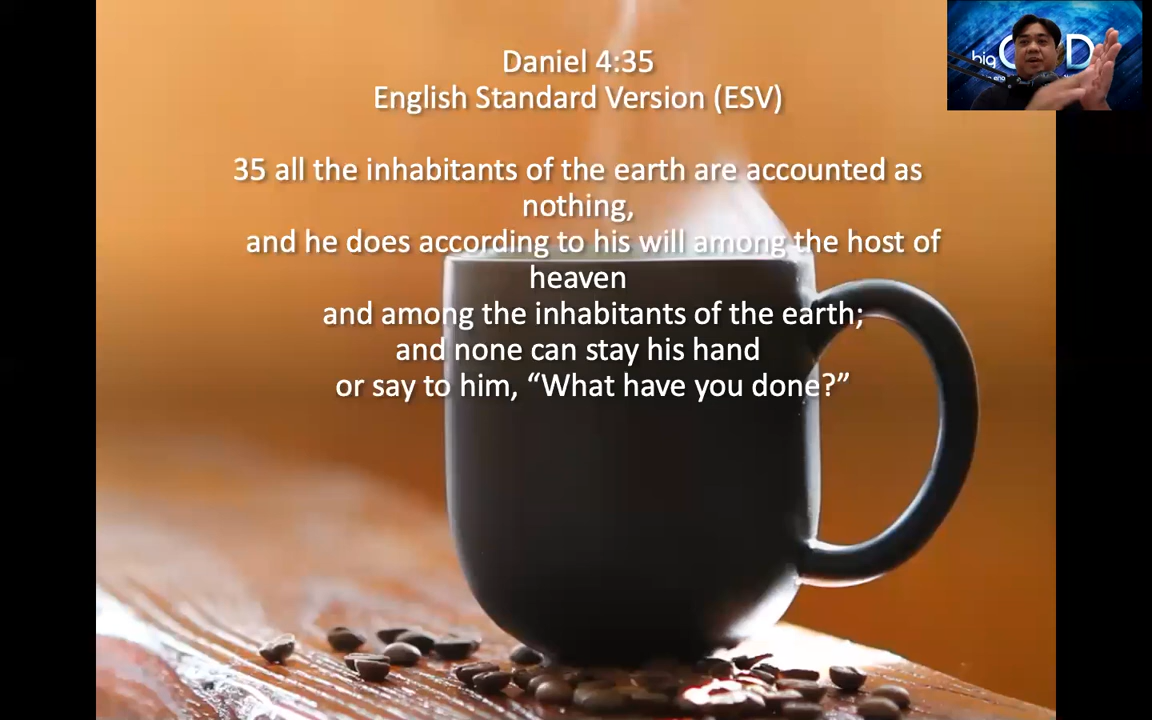 Daniel 4:35
English Standard Version (ESV)
35 all the inhabitants of the earth are accounted as
nothing,
and he does according to his will among the host of
heaven
and among the inhabitants of the earth;
and none can stay his hand
or say to him, “What have you done?”
big